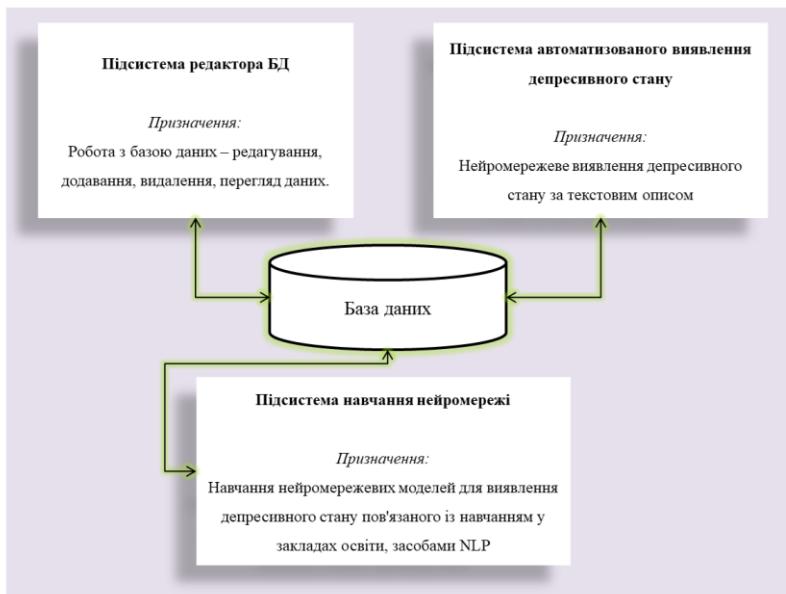 Підсистема редактора БД
Призначення:
Робота з базою даних – редагування,
додавання, видалення, перегляд даних.
Підсистема автоматизованого виявлення
депресивного стану
Призначення:
Нейромережеве виявлення депресивного
стану за текстовим описом
База даних
Підсистема навчання нейромережі
Призначення:
Навчання нейромережевих моделей для виявлення
депресивного стану пов'язаного із навчанням у
закладах освіти, засобами NLP